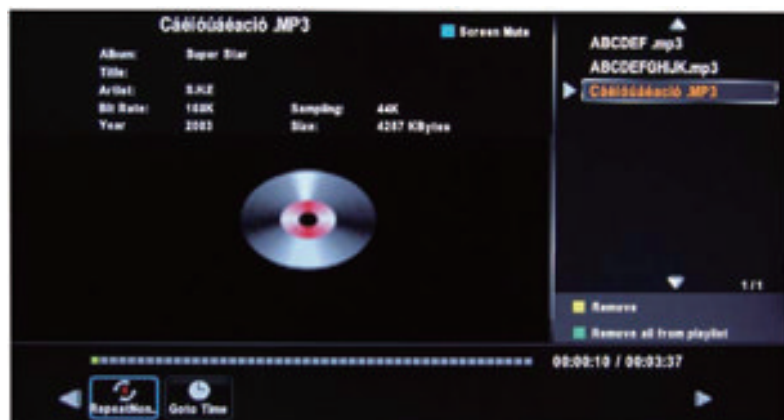 Cáéíóúáéació .MP3
Screen Mute
Album: Super Star
Title:
Artist: S.H.E
Bit Rate: 160K Sampling: 44K
Year 2003 Size: 4287 KBytes
ABCDEF .mp3
ABCDEFGHIJK.mp3
Cáéíóúáéació .MP3
1/1
Remove
Remove all from playlist
00:00:10 / 00:03:37
RepeatNon..
Goto Time